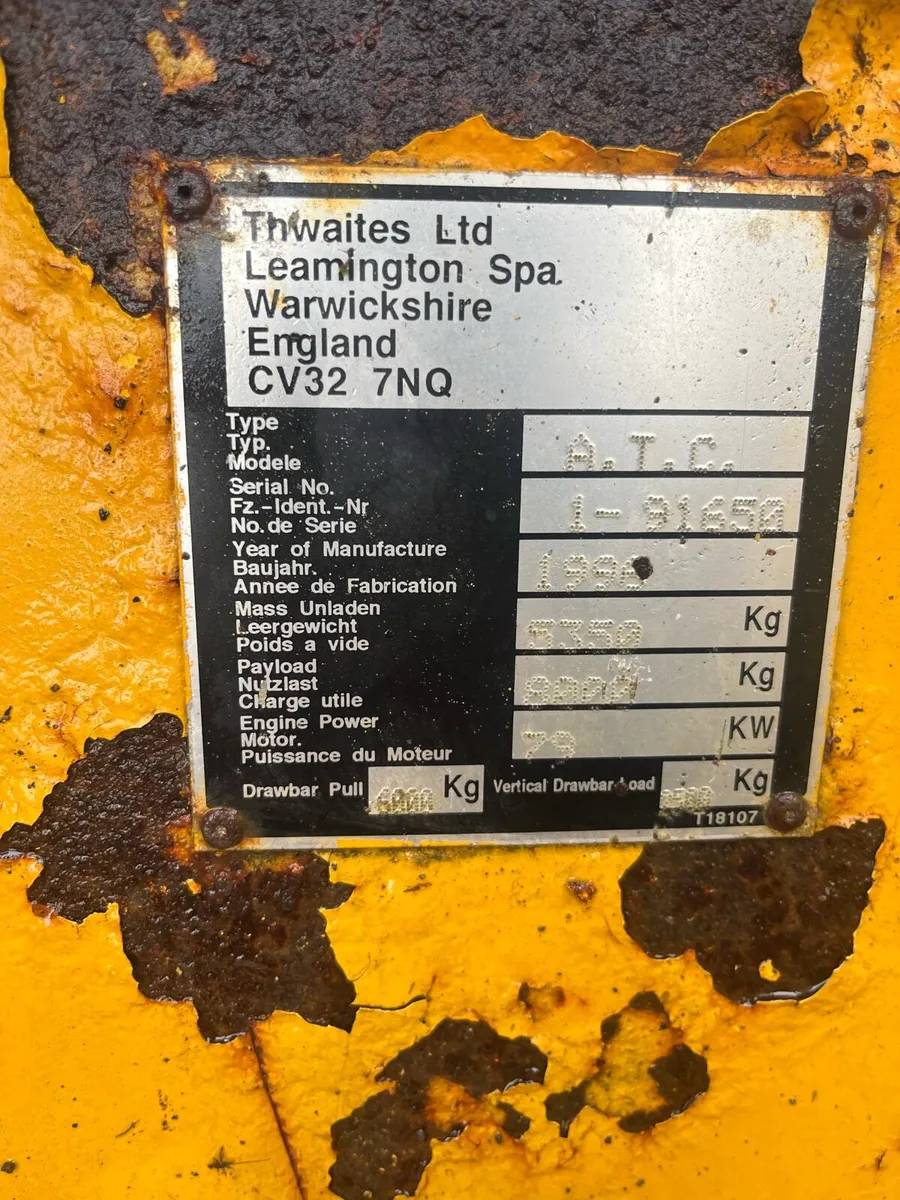 Thwaites Ltd
Leamington Spa.
Warwickshire
England
CV32 7NQ
Type
Typ.
Modele
A.T.C.
Serial No.
Fz.-Ident.-Nr
No. de Serie
1-91650
Year of Manufacture
Baujahr.
Annee de Fabrication
Mass Unladen
Leergewicht
Poids a vide
5350 Kg
Payload
Nutzlast
Charge utile
8000 Kg
Engine Power
Motor.
Puissance du Moteur
KW
Drawbar Pull Kg Vertical Drawbar Load Kg
T18107